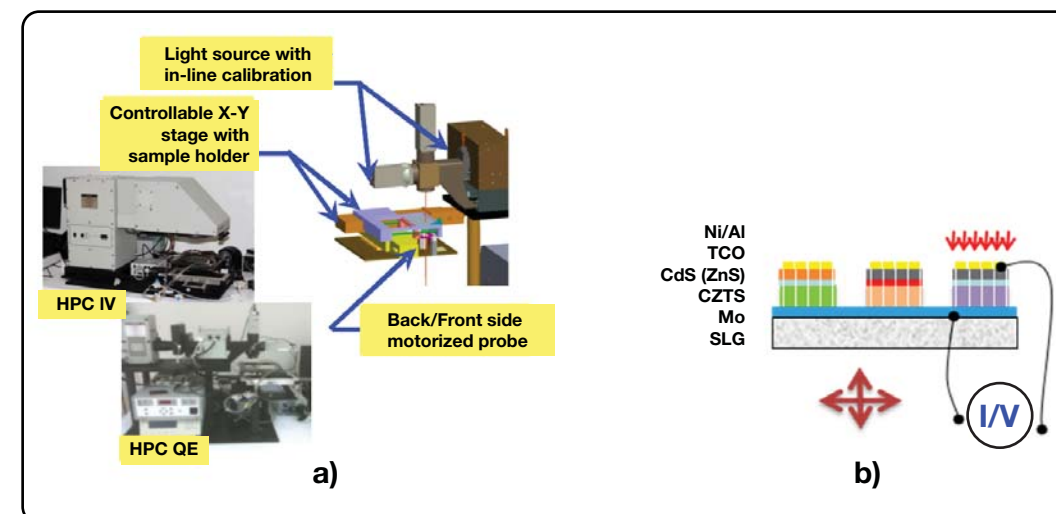 Light source with
in-line calibration
Controllable X-Y
stage with
sample holder
HPC IV
HPC QE
Back/Front side
motorized probe
a)
Ni/Al
TCO
CdS (ZnS)
CZTS
Mo
SLG
I/V
b)